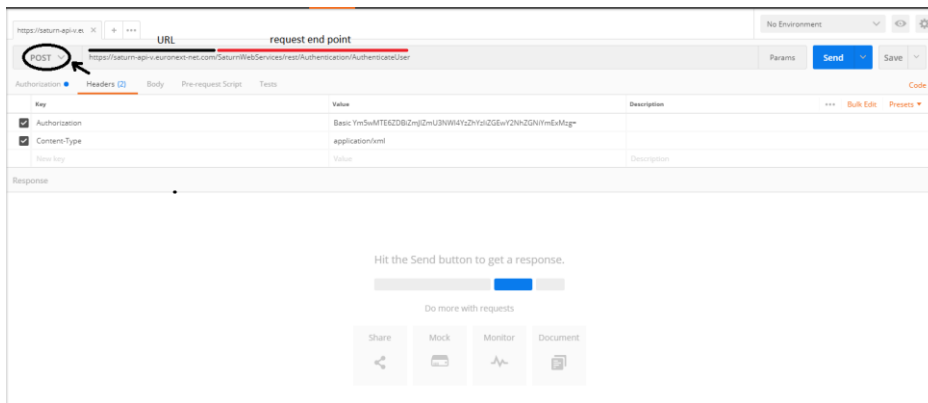 https://saturn-api-v.eu
No Environment
URL
request end point
POST
https://saturn-api-v.euronext-net.com/SaturnWebServices/rest/Authentication/AuthenticateUser
Params
Send
Save
Authorization
Headers (2)
Body
Pre-request Script
Tests
Code
Key
Value
Description
Bulk Edit
Presets
Authorization
Basic
Content-Type
application/xml
New key
Value
Description
Response
Hit the Send button to get a response.
Do more with requests
Share
Mock
Monitor
Document